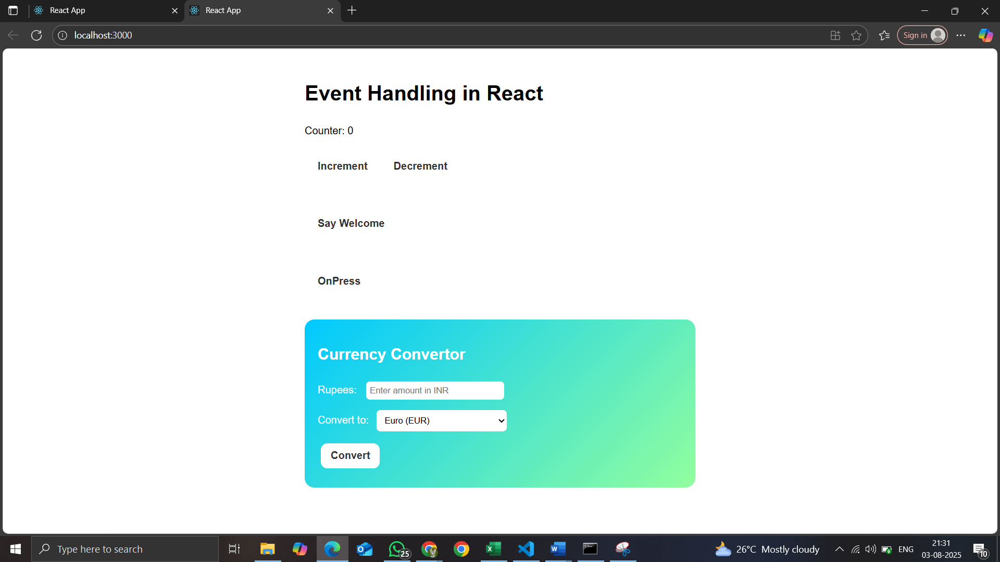 React App
React App
localhost:3000
Sign in
Event Handling in React
Counter: 0
Increment Decrement
Say Welcome
OnPress
Currency Convertor
Rupees: Enter amount in INR
Convert to: Euro (EUR)
Convert
Type here to search
25
26°C Mostly cloudy
ENG
21:31
03-08-2025
10